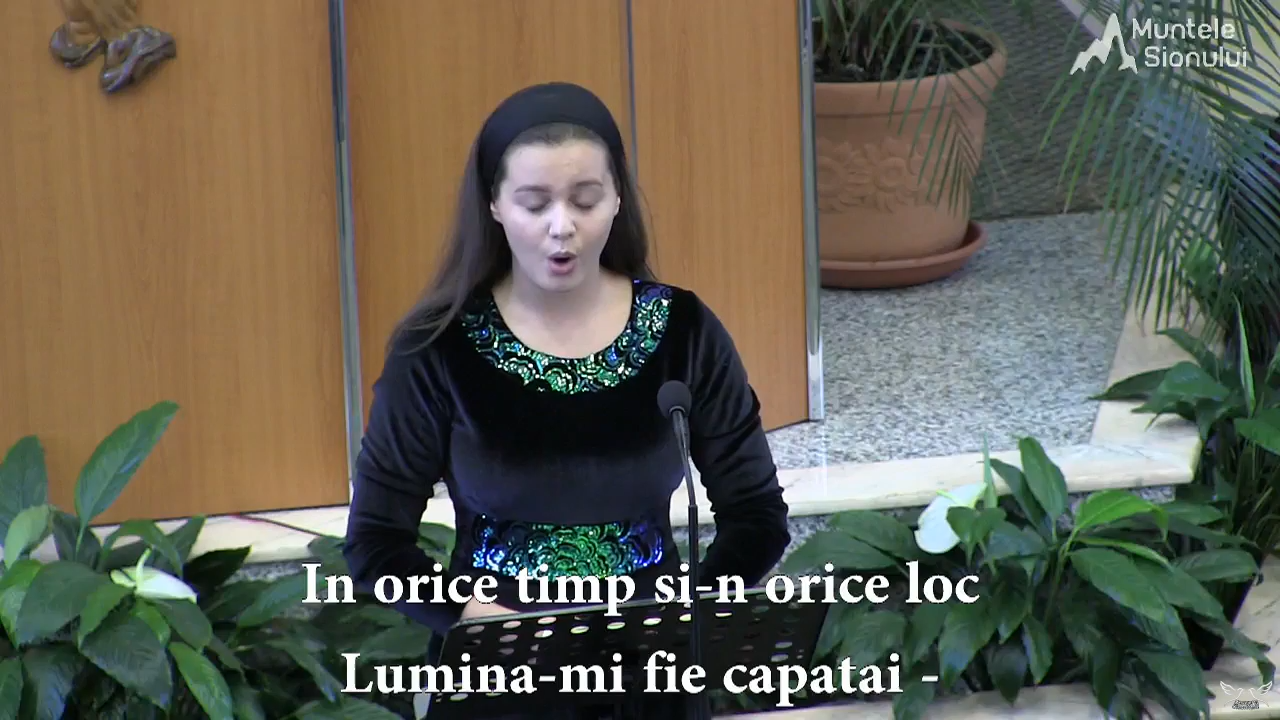 Muntele
Sionului
In orice timp si-n orice loc
Lumina-mi fie capatai -